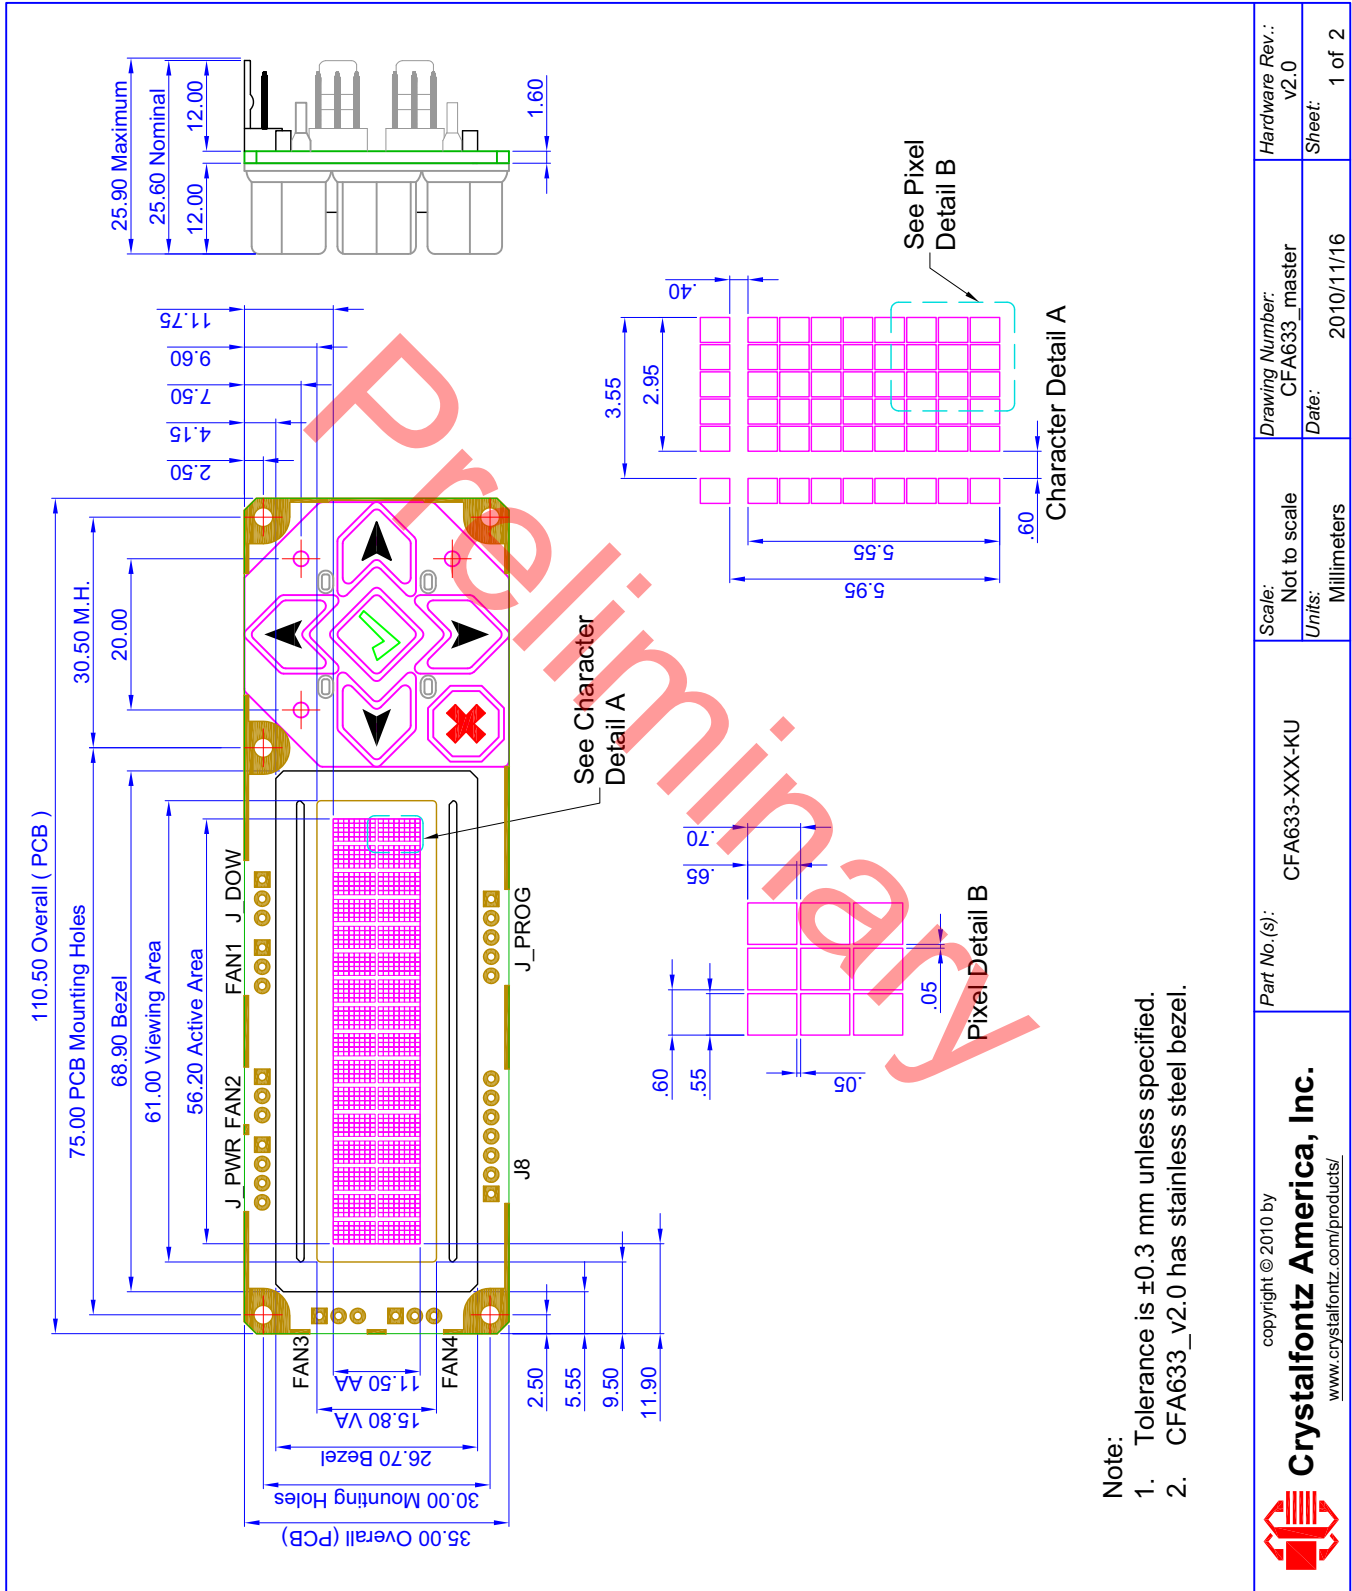 110.50 Overall ( PCB )
75.00 PCB Mounting Holes
30.50 M.H.
68.90 Bezel
20.00
61.00 Viewing Area
56.20 Active Area
J_PWR
FAN2
FAN1
J_DOW
FAN3
FAN4
J8
J_PROG
35.00 Overall (PCB)
30.00 Mounting Holes
26.70 Bezel
15.80 VA
11.50 AA
2.50
5.55
9.50
11.90
2.50
4.15
7.50
9.60
11.75
25.90 Maximum
25.60 Nominal
12.00
12.00
1.60
See Character
Detail A
Preliminary
.60
.55
.65
.70
.05
.05
Pixel Detail B
5.95
5.55
.60
3.55
2.95
.40
Character Detail A
See Pixel
Detail B
Note:
1. Tolerance is ±0.3 mm unless specified.
2. CFA633_v2.0 has stainless steel bezel.
copyright © 2010 by
Crystalfontz America, Inc.
www.crystalfontz.com/products/
Part No.(s):
CFA633-XXX-KU
Scale:
Not to scale
Units:
Millimeters
Drawing Number:
CFA633_master
Date:
2010/11/16
Hardware Rev.:
v2.0
Sheet:
1 of 2